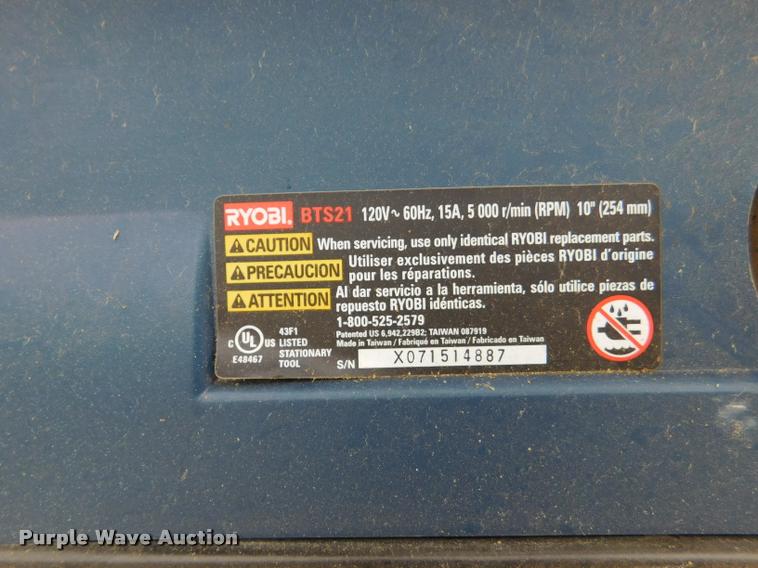 RYOBI. BTS21 120V~ 60Hz, 15A, 5 000 r/min (RPM) 10" (254 mm)
CAUTION When servicing, use only identical RYOBI replacement parts.
PRECAUCION Utiliser exclusivement des pièces RYOBI d'origine
pour les réparations.
ATTENTION Al dar servicio a la herramienta, sólo utilice piezas de
repuesto RYOBI idénticas.
1-800-525-2579
Patented US 6,942,229B2; TAIWAN 087919
Made in Taiwan / Fabriqué en Taiwan / Fabricado en Taiwan
C UL US
E48467
43F1
LISTED
STATIONARY
TOOL
S/N X071514887
Purple Wave Auction